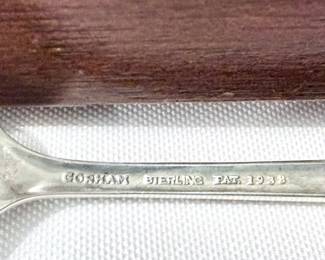 GORHAM STERLING PAT. 1938